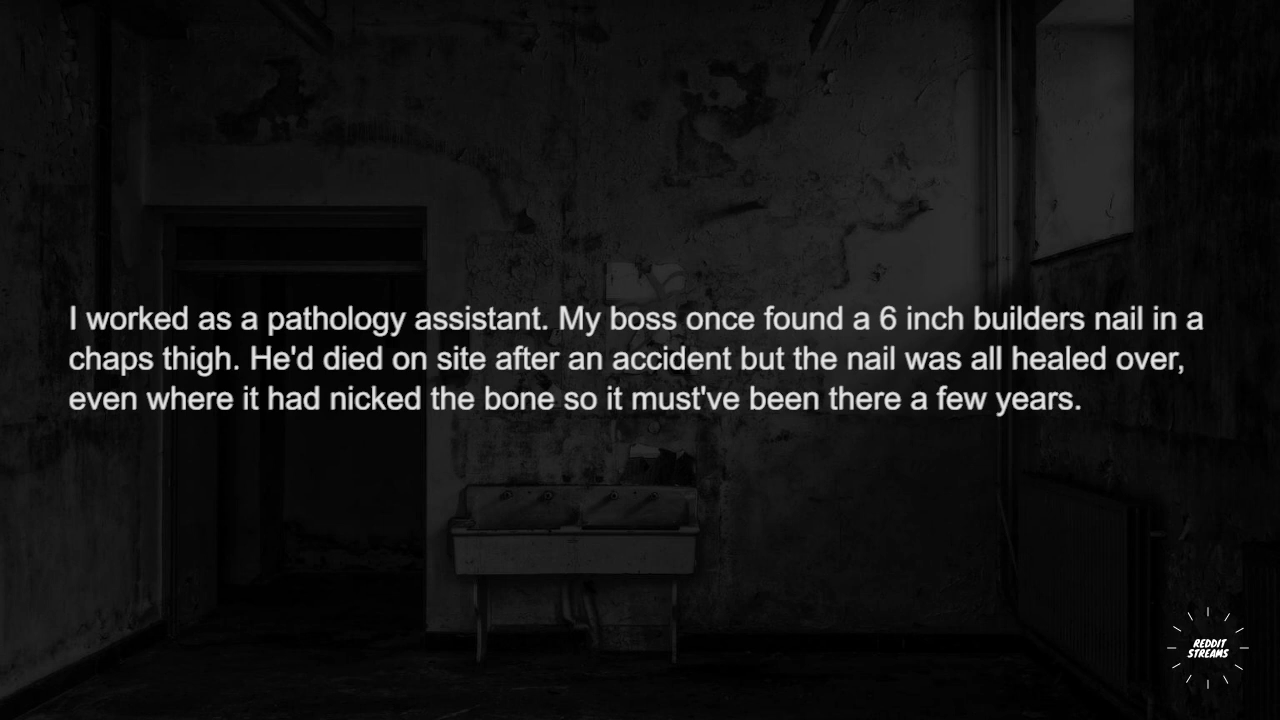 I worked as a pathology assistant. My boss once found a 6 inch builders nail in a
chaps thigh. He'd died on site after an accident but the nail was all healed over,
even where it had nicked the bone so it must've been there a few years.
REDDIT
STREAMS